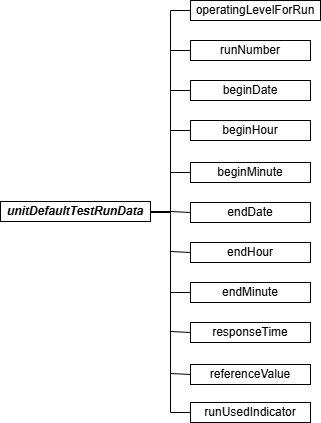 operatingLevelForRun
runNumber
beginDate
beginHour
beginMinute
unitDefaultTestRunData
endDate
endHour
endMinute
responseTime
referenceValue
runUsedIndicator